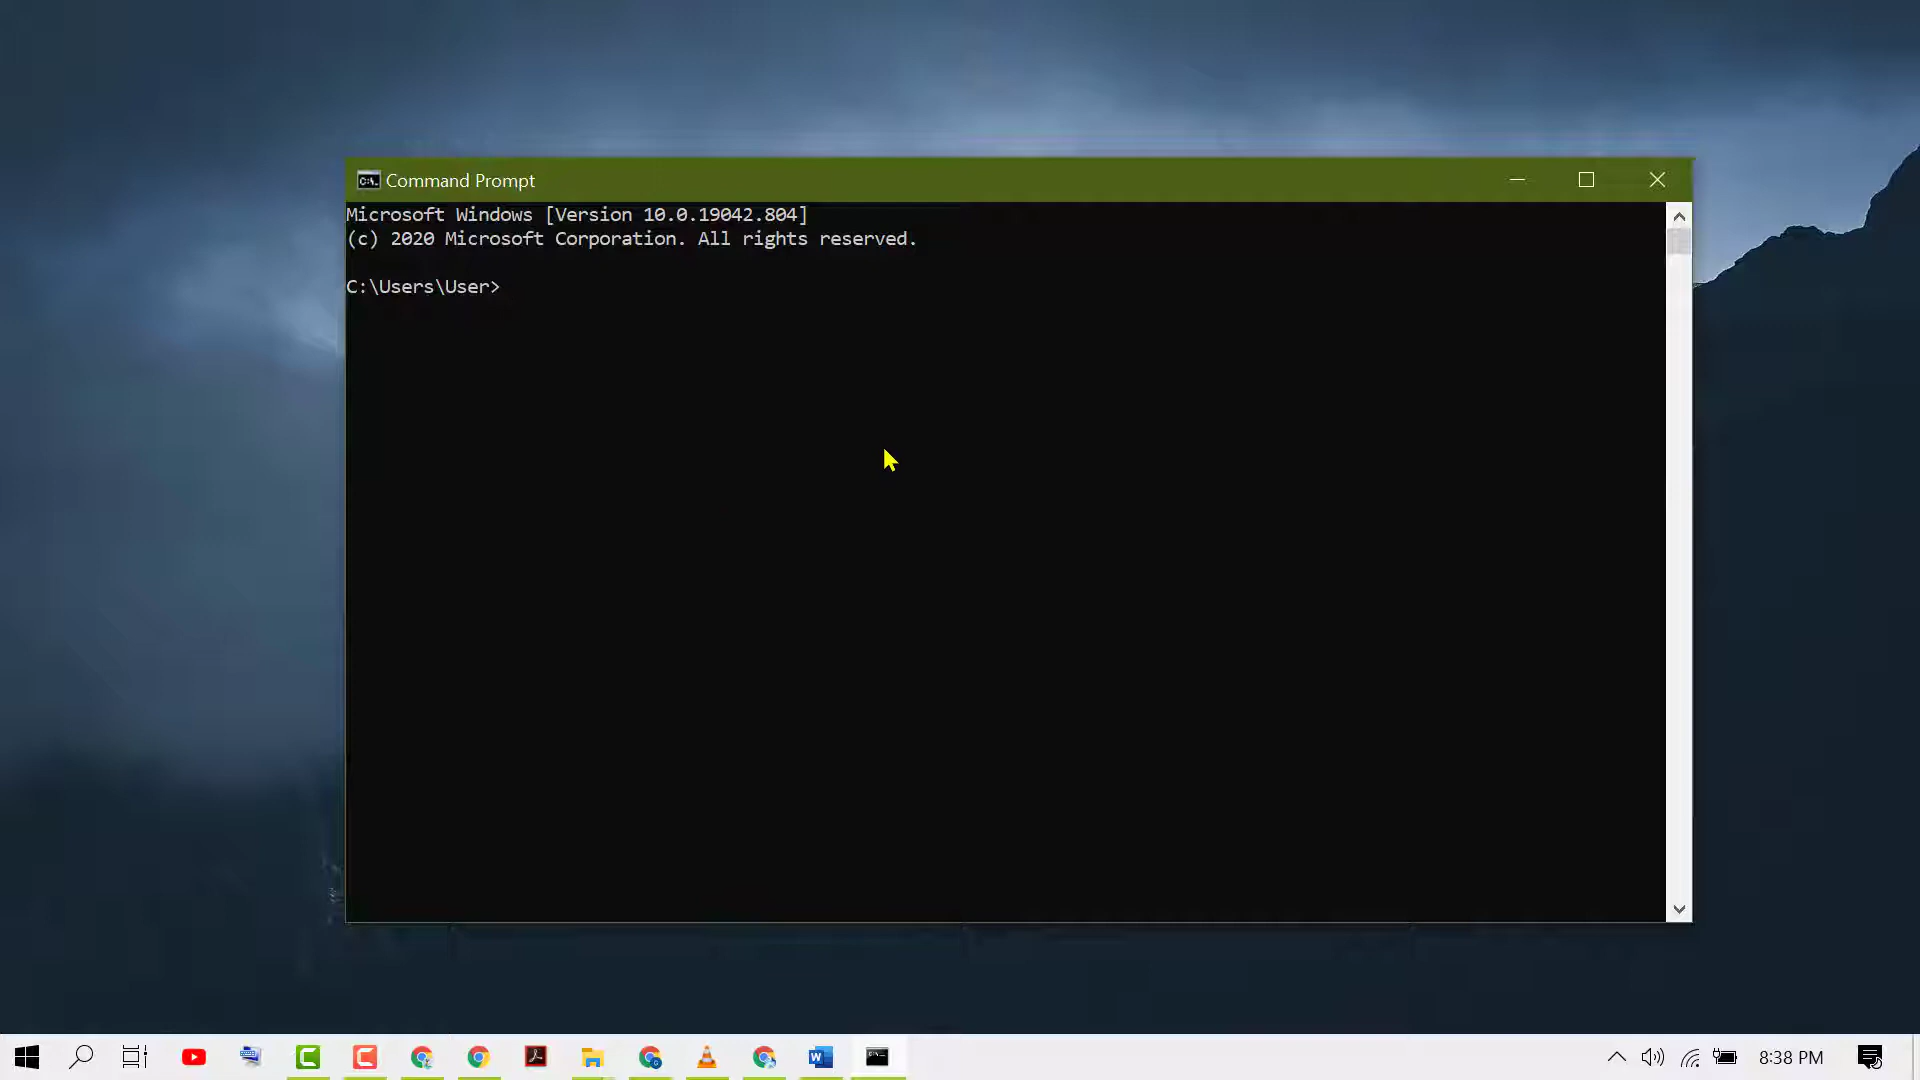 Command Prompt
Microsoft Windows [Version 10.0.19042.804]
(c) 2020 Microsoft Corporation. All rights reserved.
C:\Users\User>
8:38 PM